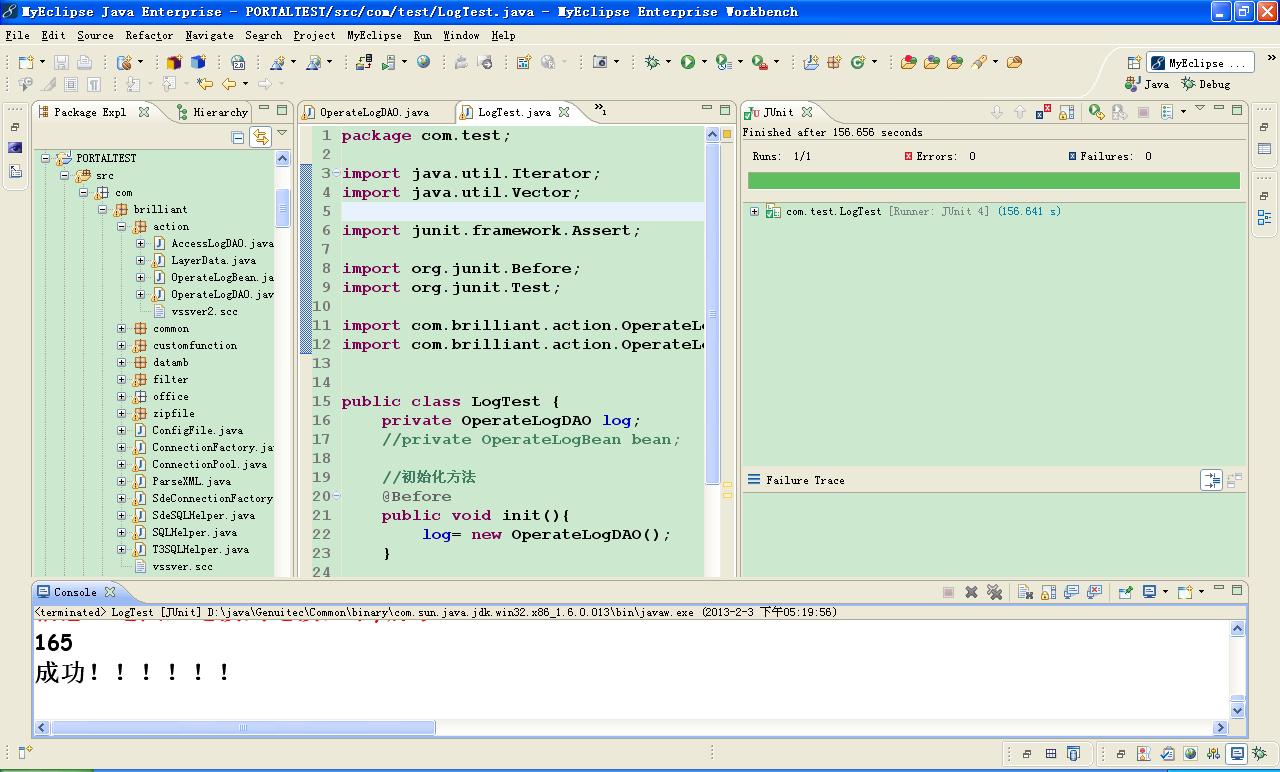 MyEclipse Java Enterprise - PORTALTEST/src/com/test/LogTest.java - MyEclipse Enterprise Workbench
File Edit Source Refactor Navigate Search Project MyEclipse Run Window Help
MyEclipse ...
Java Debug
Package Expl Hierarchy
PORTALTEST
src
com
brilliant
action
AccessLogDAO.java
LayerData.java
OperateLogBean.ja
OperateLogDAO.jav
vssver2.scc
common
customfunction
datamb
filter
office
zipfile
ConfigFile.java
ConnectionFactory.ja
ConnectionPool.java
ParseXML.java
SdeConnectionFactory
SdeSQLHelper.java
SQLHelper.java
T3SQLHelper.java
vssver.scc
OperateLogDAO.java LogTest.java »1
1 package com.test;
2
3 import java.util.Iterator;
4 import java.util.Vector;
5
6 import junit.framework.Assert;
7
8 import org.junit.Before;
9 import org.junit.Test;
10
11 import com.brilliant.action.OperateLo
12 import com.brilliant.action.OperateLo
13
14
15 public class LogTest {
16 private OperateLogDAO log;
17 //private OperateLogBean bean;
18
19 //初始化方法
20 @Before
21 public void init(){
22 log= new OperateLogDAO();
23 }
24
JUnit
Finished after 156.656 seconds
Runs: 1/1 Errors: 0 Failures: 0
com.test.LogTest [Runner: JUnit 4] (156.641 s)
Failure Trace
Console
<terminated> LogTest [JUnit] D:\java\Genuitec\Common\binary\com.sun.java.jdk.win32.x86_1.6.0.013\bin\javaw.exe (2013-2-3 下午05:19:56)
165
成功！！！！！！